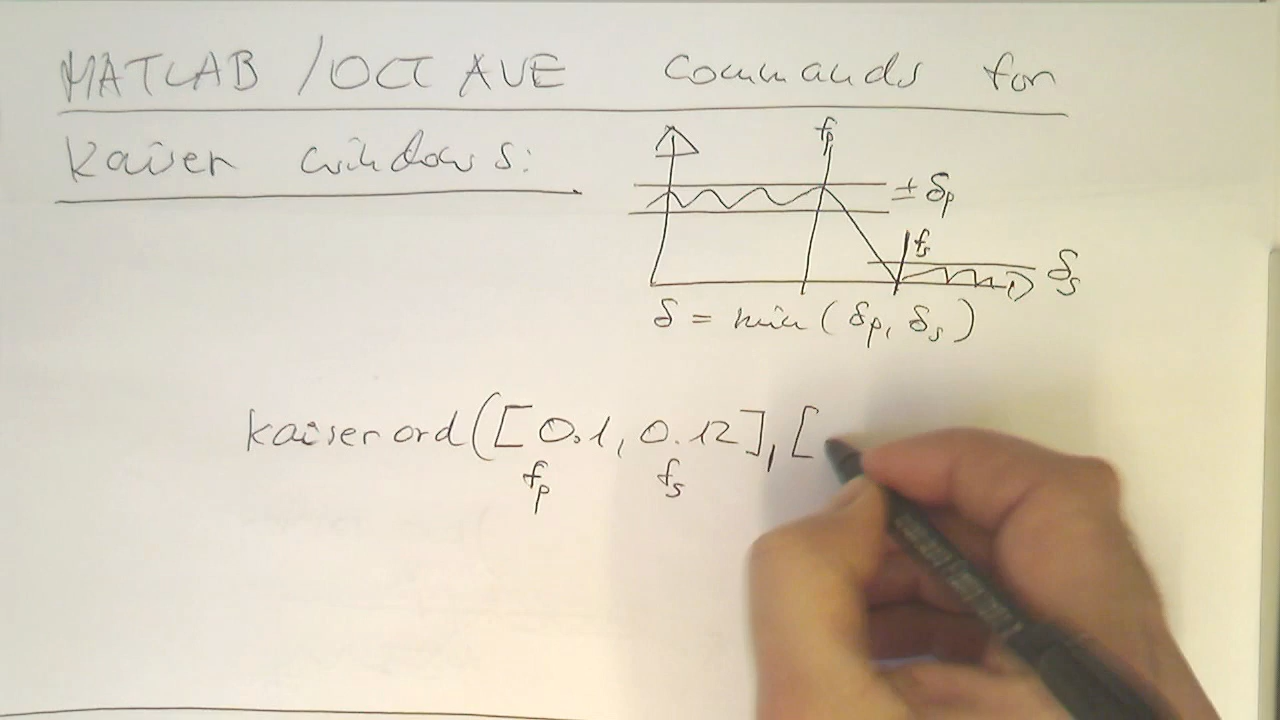 MATLAB / OCTAVE commands for
Kaiser windows:
fp
± δp
fs
δs
δ = min ( δp, δs )
kaiserord([0.1, 0.12], [
fp fs